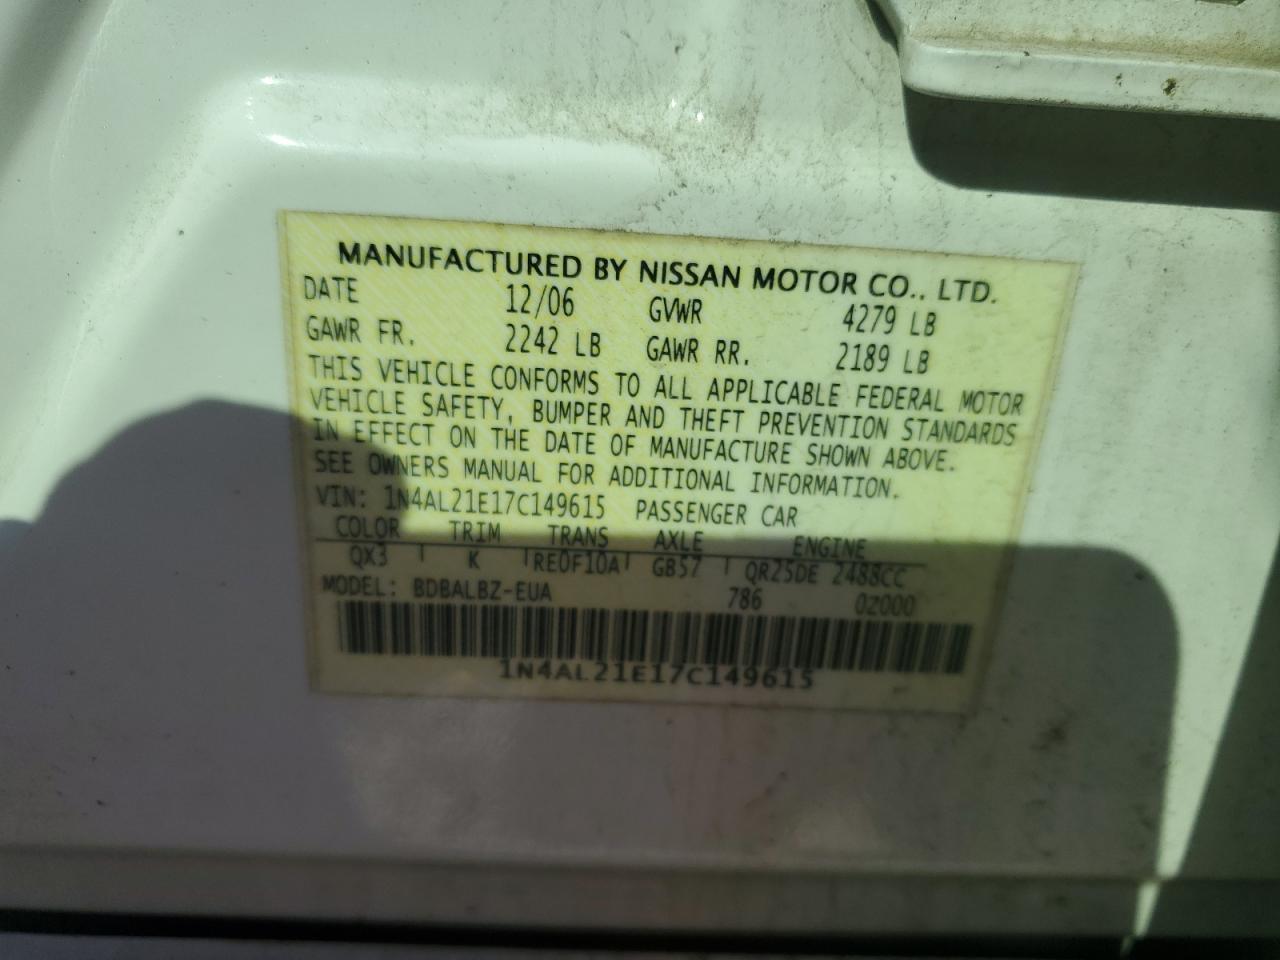 MANUFACTURED BY NISSAN MOTOR CO., LTD.
DATE 12/06 GVWR 4279 LB
GAWR FR. 2242 LB GAWR RR. 2189 LB
THIS VEHICLE CONFORMS TO ALL APPLICABLE FEDERAL MOTOR
VEHICLE SAFETY, BUMPER AND THEFT PREVENTION STANDARDS
IN EFFECT ON THE DATE OF MANUFACTURE SHOWN ABOVE.
SEE OWNERS MANUAL FOR ADDITIONAL INFORMATION.
VIN: 1N4AL21E17C149615 PASSENGER CAR
COLOR TRIM TRANS AXLE ENGINE
QX3 K RE0F10A GB57 QR25DE 2488CC
MODEL: BDBALBZ-EUA 786 0Z000
1N4AL21E17C149615